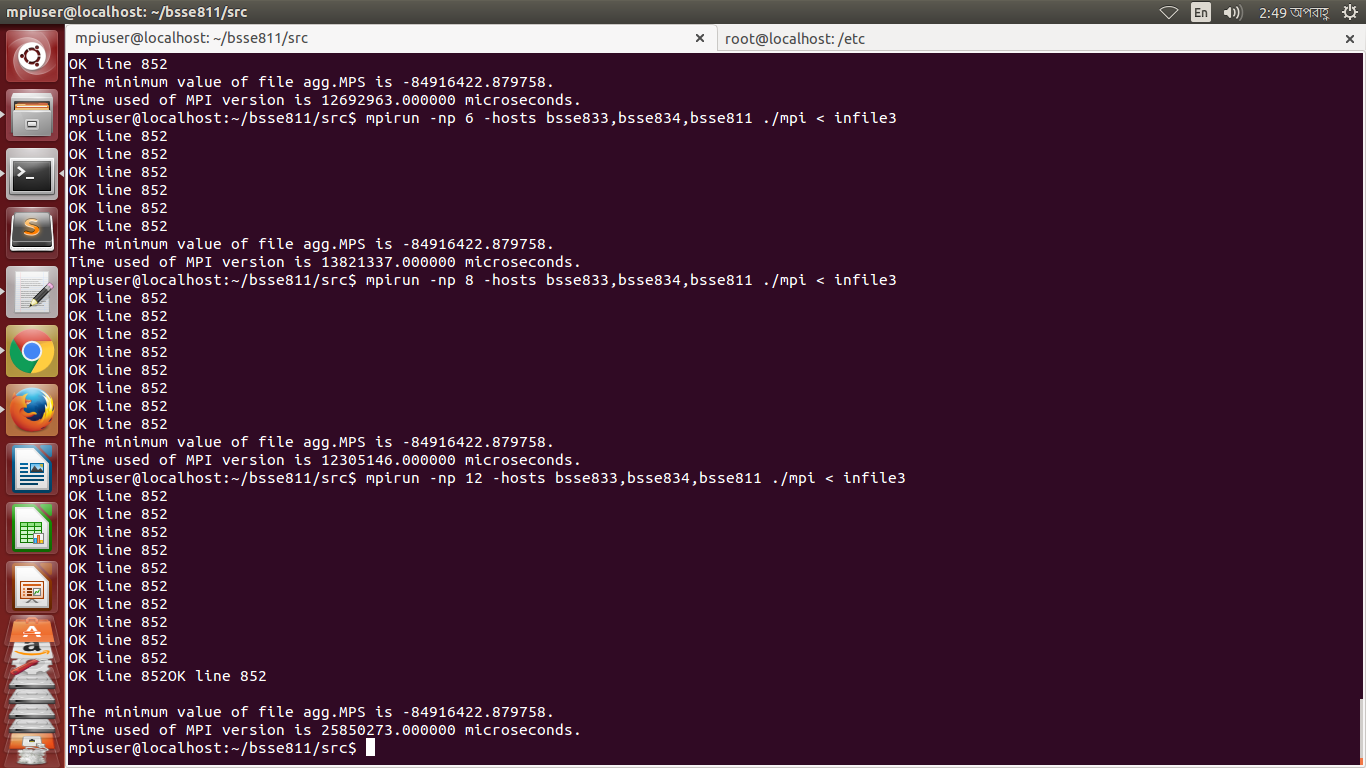 mpiuser@localhost: ~/bsse811/src
En
2:49 অপরাহ্ণ
mpiuser@localhost: ~/bsse811/src ×
root@localhost: /etc ×
OK line 852
The minimum value of file agg.MPS is -84916422.879758.
Time used of MPI version is 12692963.000000 microseconds.
mpiuser@localhost:~/bsse811/src$ mpirun -np 6 -hosts bsse833,bsse834,bsse811 ./mpi < infile3
OK line 852
OK line 852
OK line 852
OK line 852
OK line 852
OK line 852
The minimum value of file agg.MPS is -84916422.879758.
Time used of MPI version is 13821337.000000 microseconds.
mpiuser@localhost:~/bsse811/src$ mpirun -np 8 -hosts bsse833,bsse834,bsse811 ./mpi < infile3
OK line 852
OK line 852
OK line 852
OK line 852
OK line 852
OK line 852
OK line 852
OK line 852
The minimum value of file agg.MPS is -84916422.879758.
Time used of MPI version is 12305146.000000 microseconds.
mpiuser@localhost:~/bsse811/src$ mpirun -np 12 -hosts bsse833,bsse834,bsse811 ./mpi < infile3
OK line 852
OK line 852
OK line 852
OK line 852
OK line 852
OK line 852
OK line 852
OK line 852
OK line 852
OK line 852
OK line 852OK line 852
The minimum value of file agg.MPS is -84916422.879758.
Time used of MPI version is 25850273.000000 microseconds.
mpiuser@localhost:~/bsse811/src$